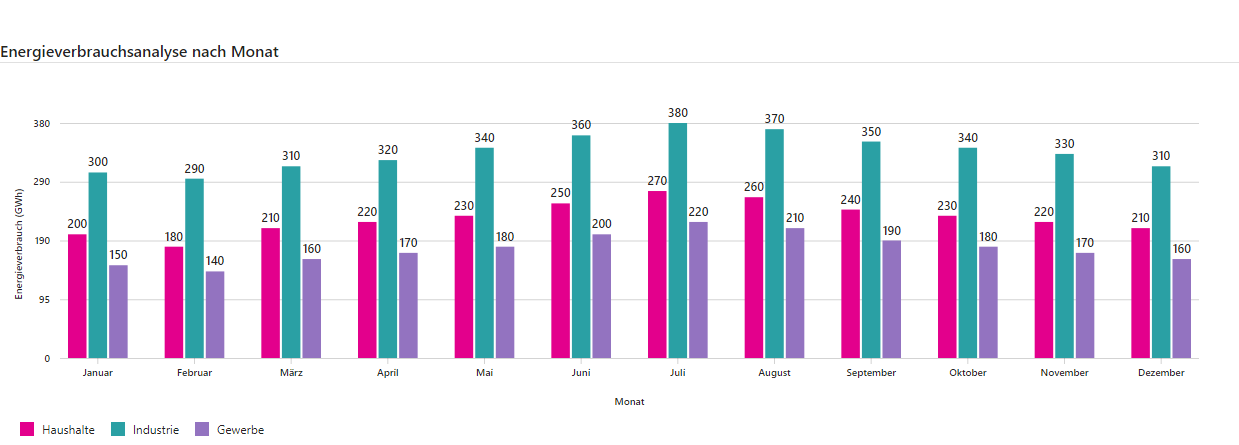 Energieverbrauchsanalyse nach Monat
380
290
190
95
0
Energieverbrauch (GWh)
200 300 150
180 290 140
210 310 160
220 320 170
230 340 180
250 360 200
270 380 220
260 370 210
240 350 190
230 340 180
220 330 170
210 310 160
Januar Februar März April Mai Juni Juli August September Oktober November Dezember
Monat
Haushalte Industrie Gewerbe